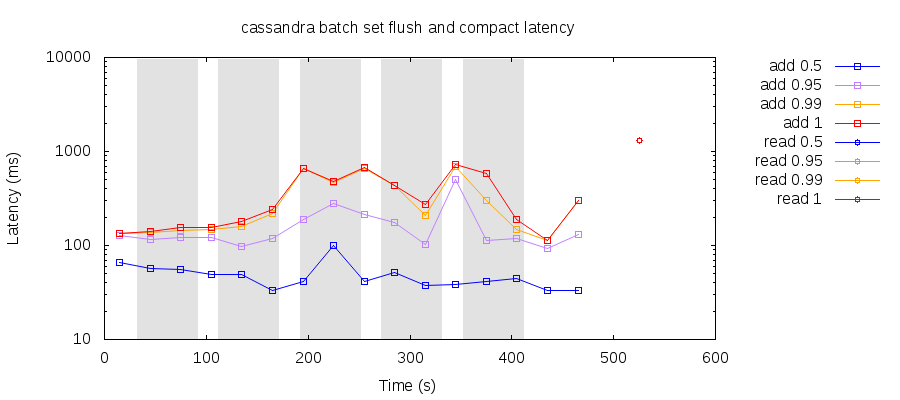 cassandra batch set flush and compact latency
10000
1000
100
10
Latency (ms)
0 100 200 300 400 500 600
Time (s)
add 0.5
add 0.95
add 0.99
add 1
read 0.5
read 0.95
read 0.99
read 1